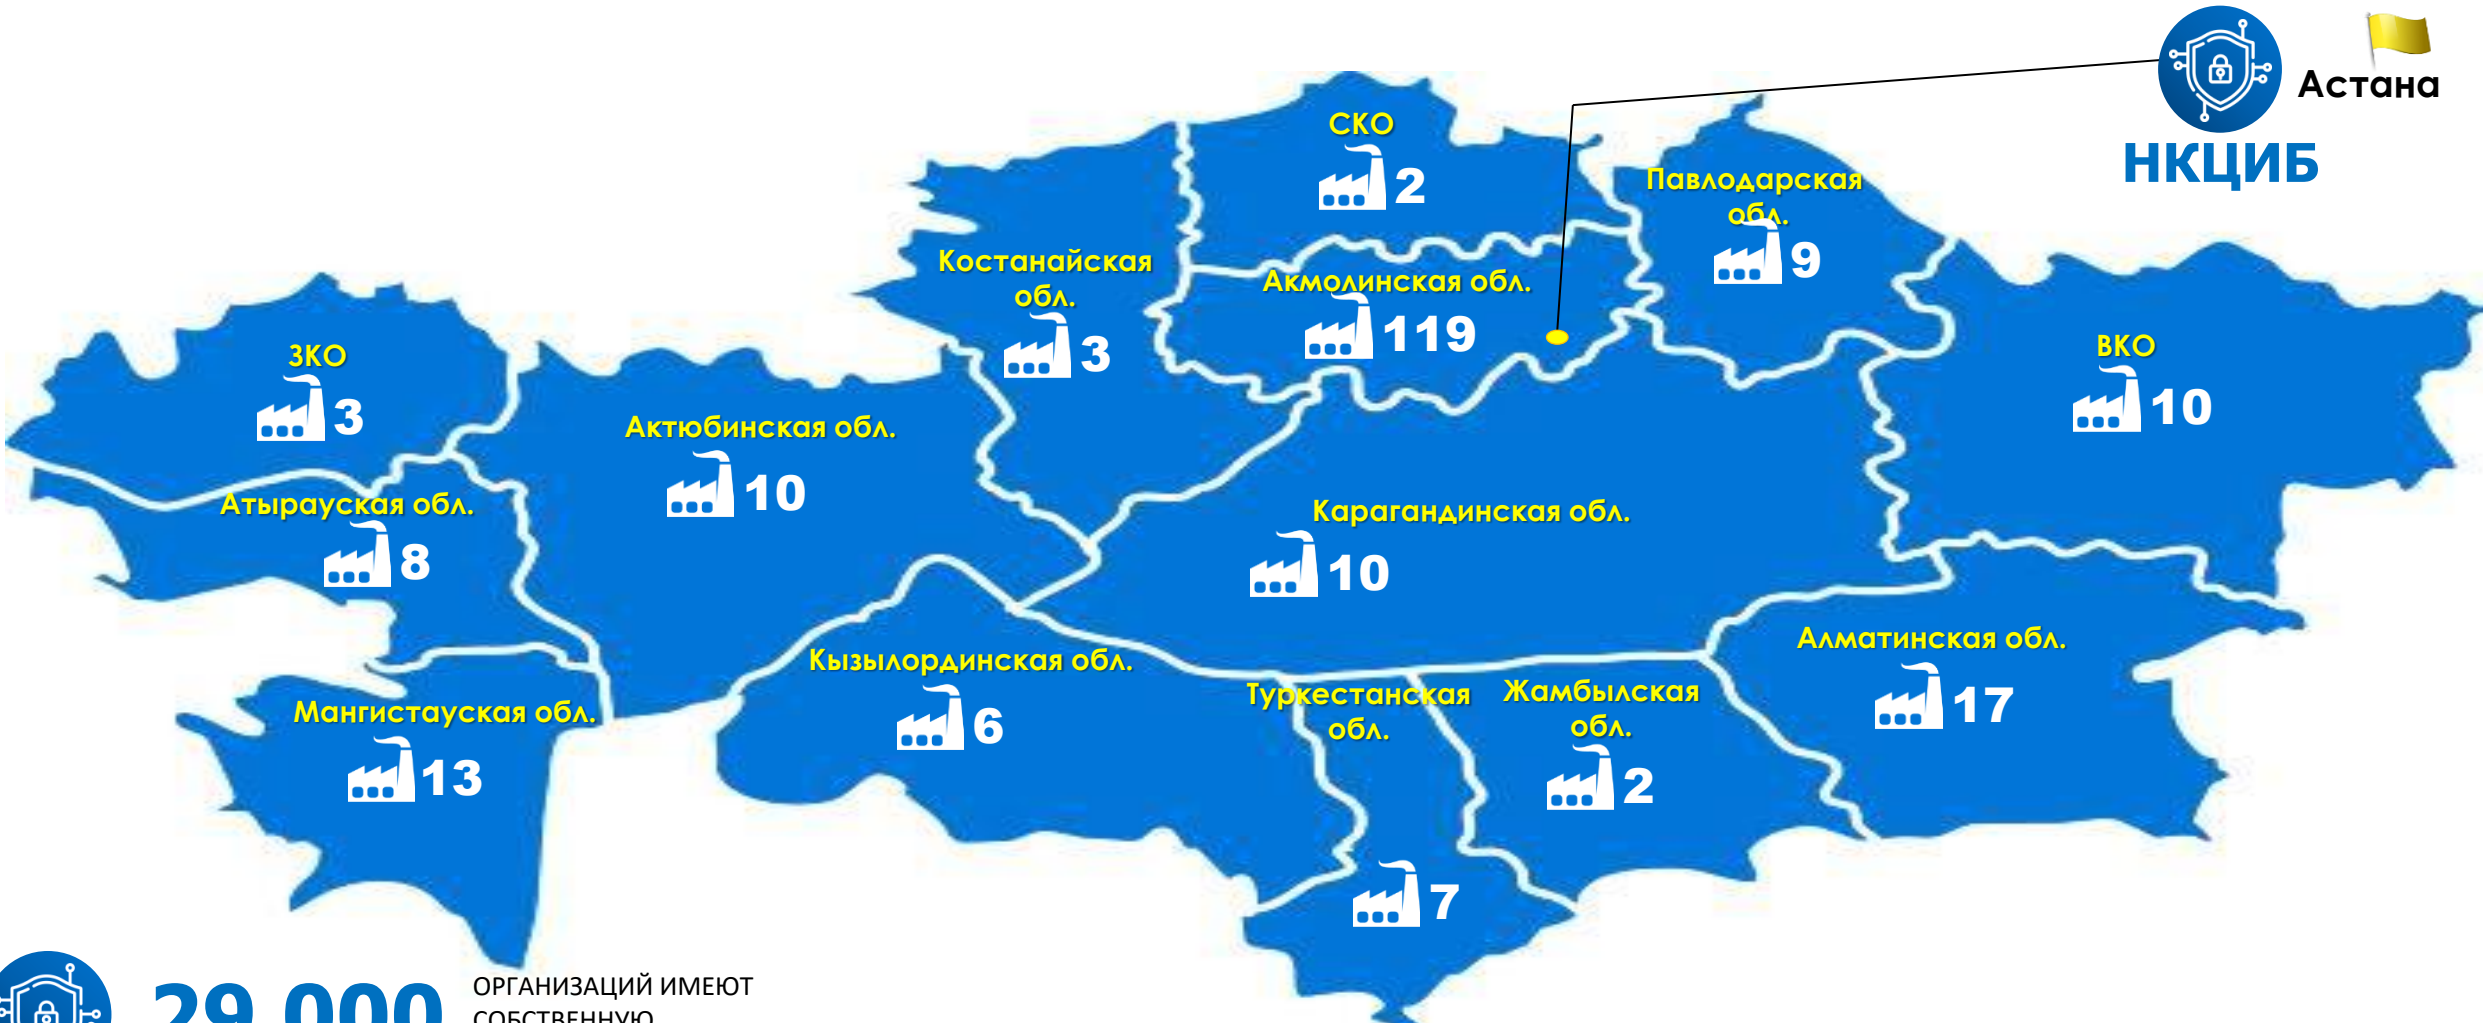 Астана
НКЦИБ
СКО
2
Павлодарская
обл.
9
Костанайская
обл.
3
Акмолинская обл.
119
ЗКО
3
ВКО
10
Актюбинская обл.
10
Атырауская обл.
8
Карагандинская обл.
10
Алматинская обл.
17
Кызылординская обл.
6
Туркестанская
обл.
7
Жамбылская
обл.
2
Мангистауская обл.
13
29 000
ОРГАНИЗАЦИЙ ИМЕЮТ
СОБСТВЕННУЮ